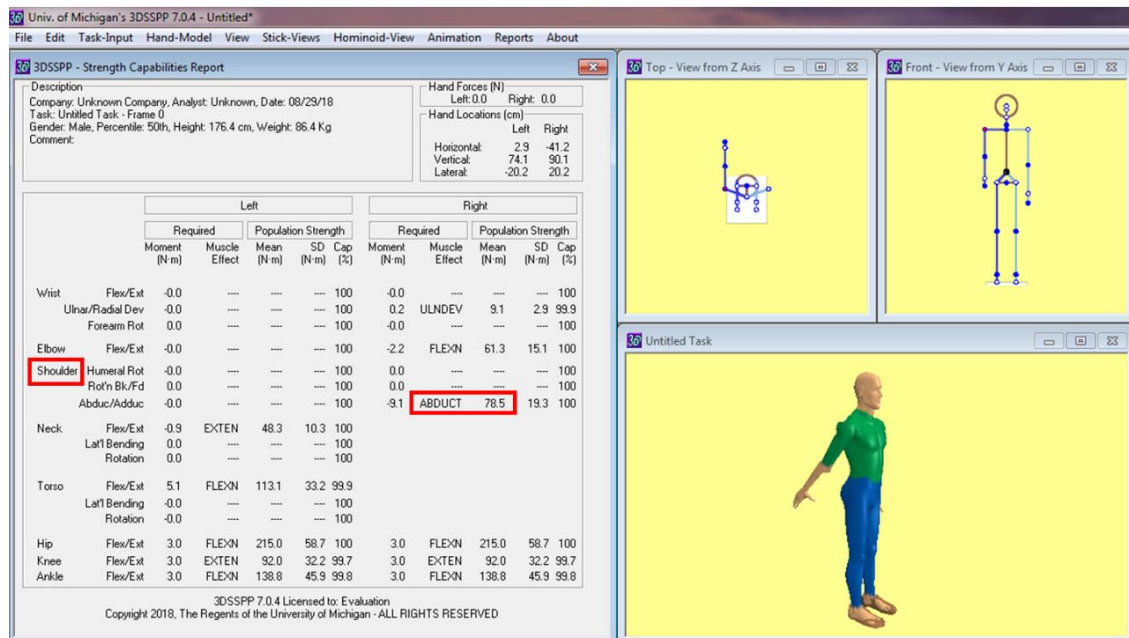 Univ. of Michigan's 3DSSPP 7.0.4 - Untitled*
File Edit Task-Input Hand-Model View Stick-Views Hominoid-View Animation Reports About
3DSSPP - Strength Capabilities Report
Description
Company: Unknown Company, Analyst: Unknown, Date: 08/29/18
Task: Untitled Task - Frame 0
Gender: Male, Percentile: 50th, Height: 176.4 cm, Weight: 86.4 Kg
Comment:
Hand Forces (N)
Left: 0.0 Right: 0.0
Hand Locations (cm)
Left Right
Horizontal: 2.9 -41.2
Vertical: 74.1 90.1
Lateral: -20.2 20.2
Left Right
Required Population Strength Required Population Strength
Moment Muscle Mean SD Cap Moment Muscle Mean SD Cap
(N·m) Effect (N·m) (N·m) (%) (N·m) Effect (N·m) (N·m) (%)
Wrist Flex/Ext -0.0 ---- ---- ---- 100 -0.0 ---- ---- ---- 100
Ulnar/Radial Dev -0.0 ---- ---- ---- 100 0.2 ULNDEV 9.1 2.9 99.9
Forearm Rot 0.0 ---- ---- ---- 100 -0.0 ---- ---- ---- 100
Elbow Flex/Ext -0.0 ---- ---- ---- 100 -2.2 FLEXN 61.3 15.1 100
Shoulder Humeral Rot -0.0 ---- ---- ---- 100 0.0 ---- ---- ---- 100
Rot'n Bk/Fd 0.0 ---- ---- ---- 100 0.0 ---- ---- ---- 100
Abduc/Adduc -0.0 ---- ---- ---- 100 -9.1 ABDUCT 78.5 19.3 100
Neck Flex/Ext -0.9 EXTEN 48.3 10.3 100
Lat'l Bending 0.0 ---- ---- ---- 100
Rotation 0.0 ---- ---- ---- 100
Torso Flex/Ext 5.1 FLEXN 113.1 33.2 99.9
Lat'l Bending -0.0 ---- ---- ---- 100
Rotation -0.0 ---- ---- ---- 100
Hip Flex/Ext 3.0 FLEXN 215.0 58.7 100 3.0 FLEXN 215.0 58.7 100
Knee Flex/Ext 3.0 EXTEN 92.0 32.2 99.7 3.0 EXTEN 92.0 32.2 99.7
Ankle Flex/Ext 3.0 FLEXN 138.8 45.9 99.8 3.0 FLEXN 138.8 45.9 99.8
3DSSPP 7.0.4 Licensed to: Evaluation
Copyright 2018, The Regents of the University of Michigan - ALL RIGHTS RESERVED
Top - View from Z Axis
Front - View from Y Axis
Untitled Task